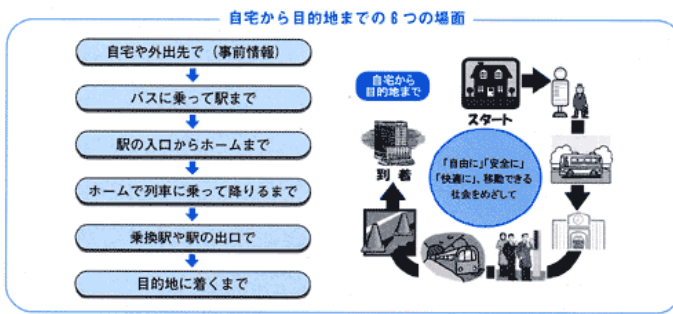 自宅から目的地までの6つの場面
自宅や外出先で（事前情報）
バスに乗って駅まで
駅の入口からホームまで
ホームで列車に乗って降りるまで
乗換駅や駅の出口で
目的地に着くまで
自宅から
目的地まで
スタート
到着
「自由に」「安全に」
「快適に」、移動できる
社会をめざして